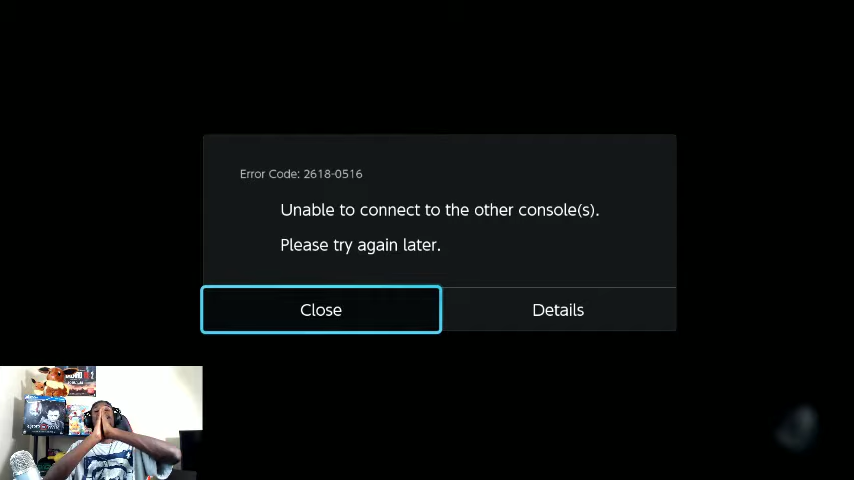 Error Code: 2618-0516
Unable to connect to the other console(s).
Please try again later.
Close
Details